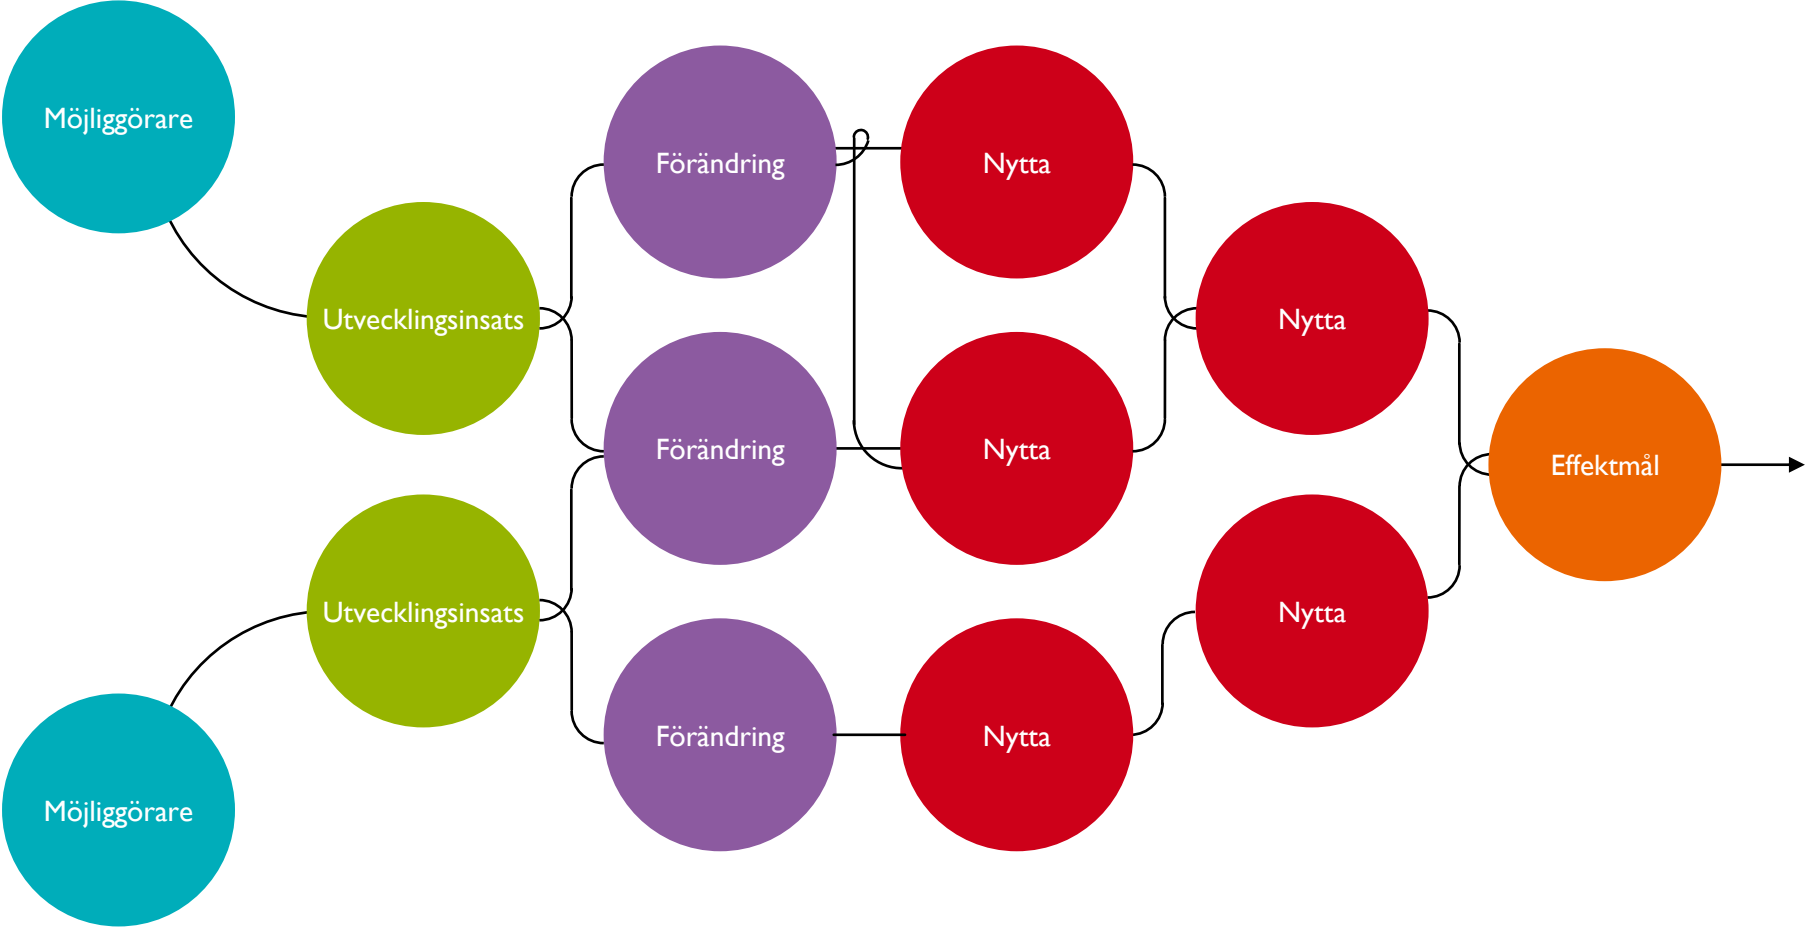 Möjliggörare
Utvecklingsinsats
Utvecklingsinsats
Möjliggörare
Förändring
Förändring
Förändring
Nytta
Nytta
Nytta
Nytta
Nytta
Effektmål